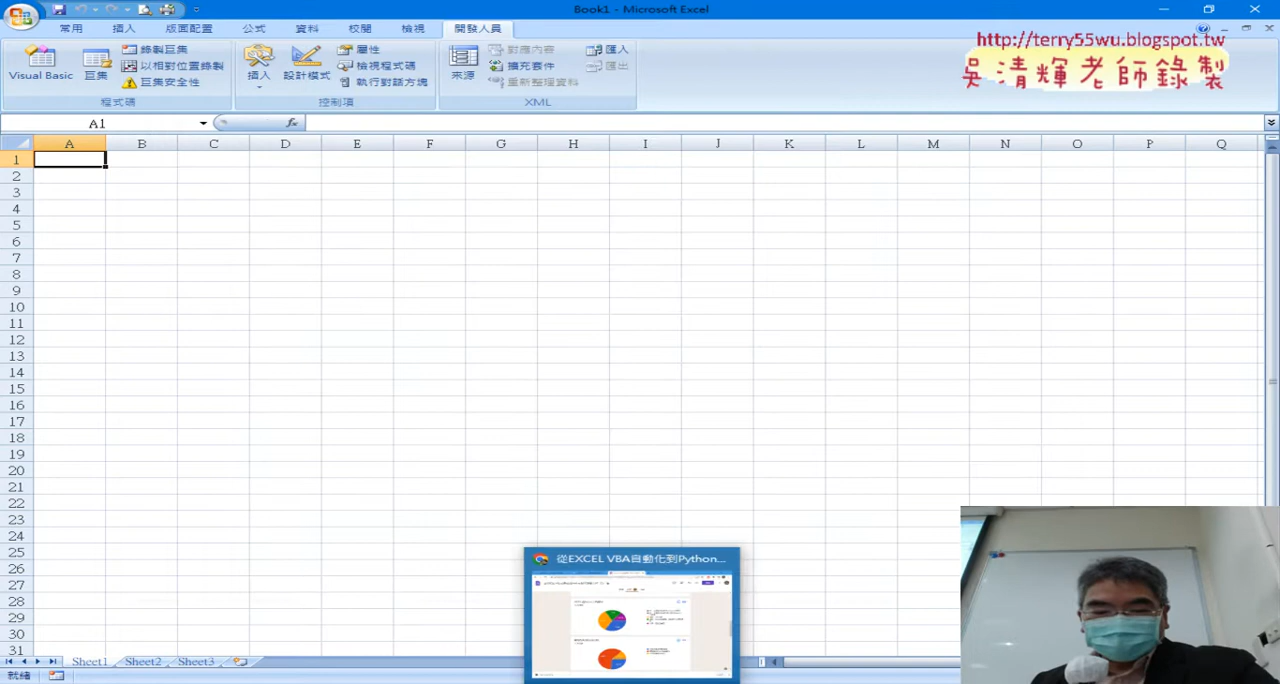 Book1 - Microsoft Excel
常用 插入 版面配置 公式 資料 校閱 檢視 開發人員
http://terry55wu.blogspot.tw
吳清輝老師錄製
Visual Basic 巨集 錄製巨集 以相對位置錄製 巨集安全性
插入 設計模式 屬性 檢視程式碼 執行對話方塊
來源 對應內容 擴充套件 重新整理資料 匯入 匯出
程式碼 控制項 XML
A1 fx
A B C D E F G H I J K L M N O P Q
1
2
3
4
5
6
7
8
9
10
11
12
13
14
15
16
17
18
19
20
21
22
23
24
25
26
27
28
29
30
31
從EXCEL VBA自動化到Python...
Sheet1 Sheet2 Sheet3
就緒